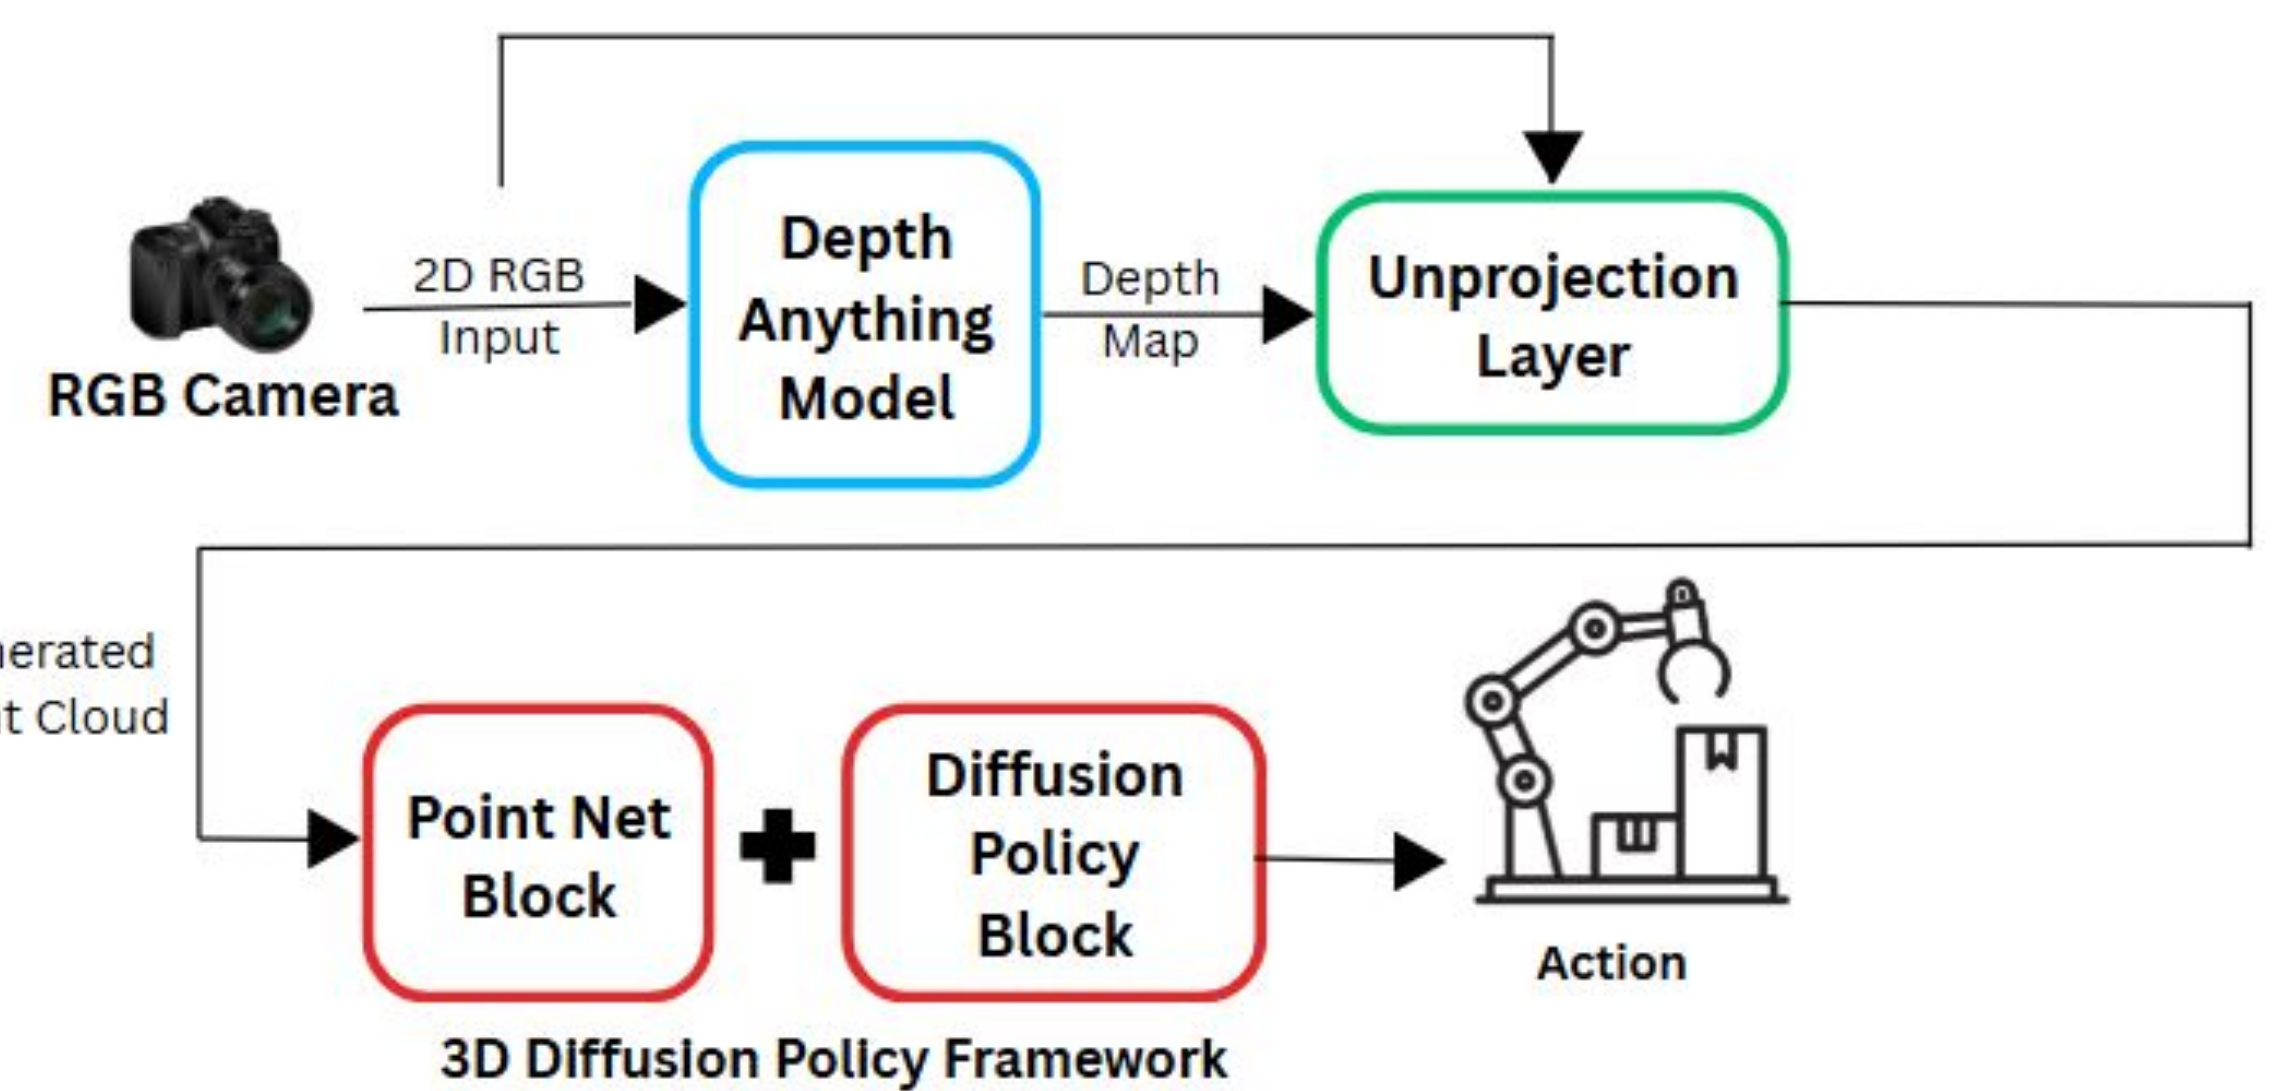 RGB Camera
2D RGB
Input
Depth
Anything
Model
Depth
Map
Unprojection
Layer
nerated
t Cloud
Point Net
Block
Diffusion
Policy
Block
Action
3D Diffusion Policy Framework